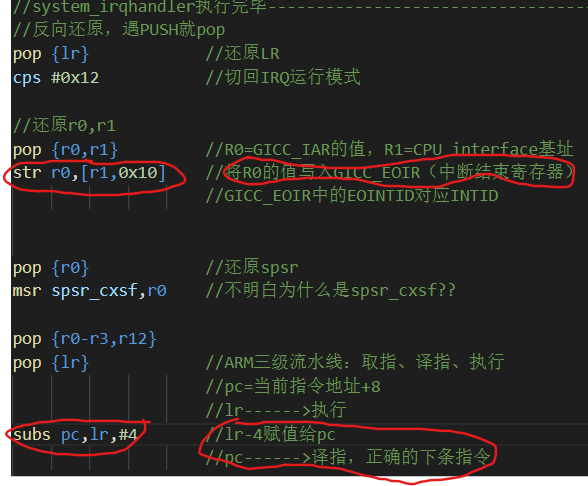 //system_irqhandler执行完毕------------------------------------
//反向还原，遇PUSH就pop
pop {lr} //还原LR
cps #0x12 //切回IRQ运行模式
//还原r0,r1
pop {r0,r1} //R0=GICC_IAR的值，R1=CPU interface基址
str r0,[r1,0x10] //将R0的值写入GICC_EOIR（中断结束寄存器）
//GICC_EOIR中的EOINTID对应INTID
pop {r0} //还原spsr
msr spsr_cxsf,r0 //不明白为什么是spsr_cxsf??
pop {r0-r3,r12}
pop {lr} //ARM三级流水线：取指、译指、执行
//pc=当前指令地址+8
//lr------>执行
subs pc,lr,#4 //lr-4赋值给pc
//pc------>译指，正确的下条指令